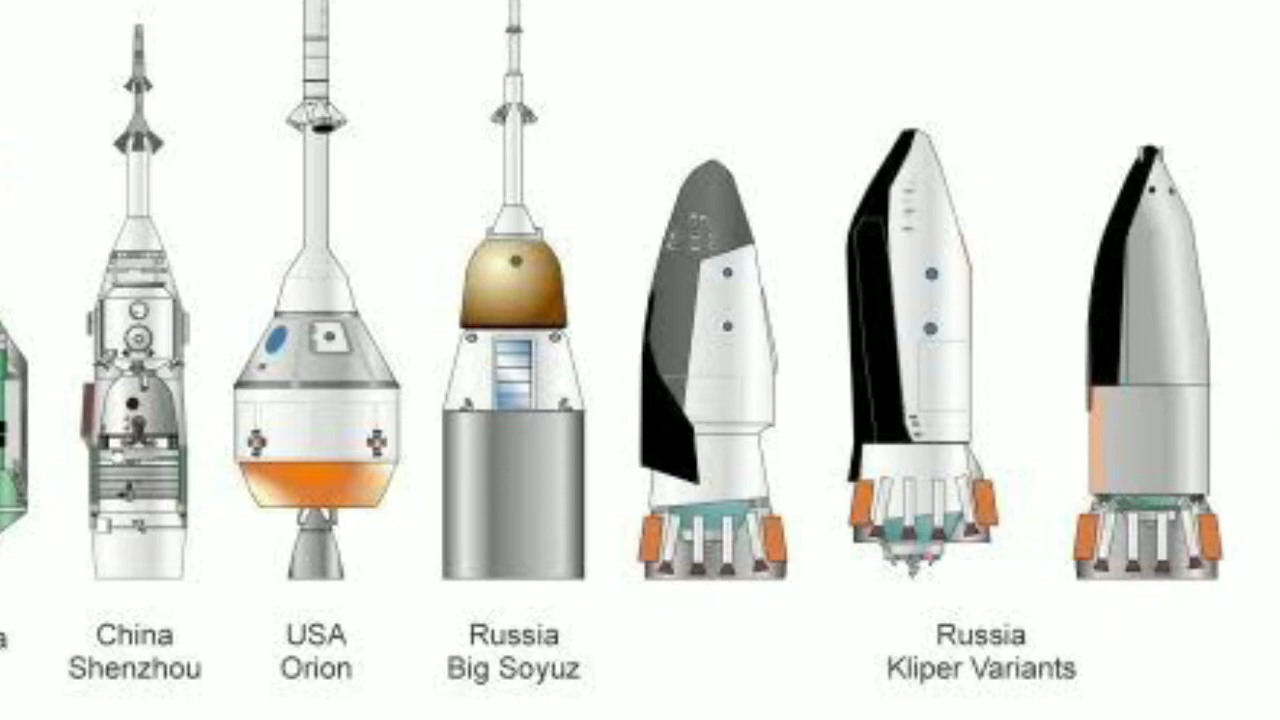 a
China
Shenzhou
USA
Orion
Russia
Big Soyuz
Russia
Kliper Variants